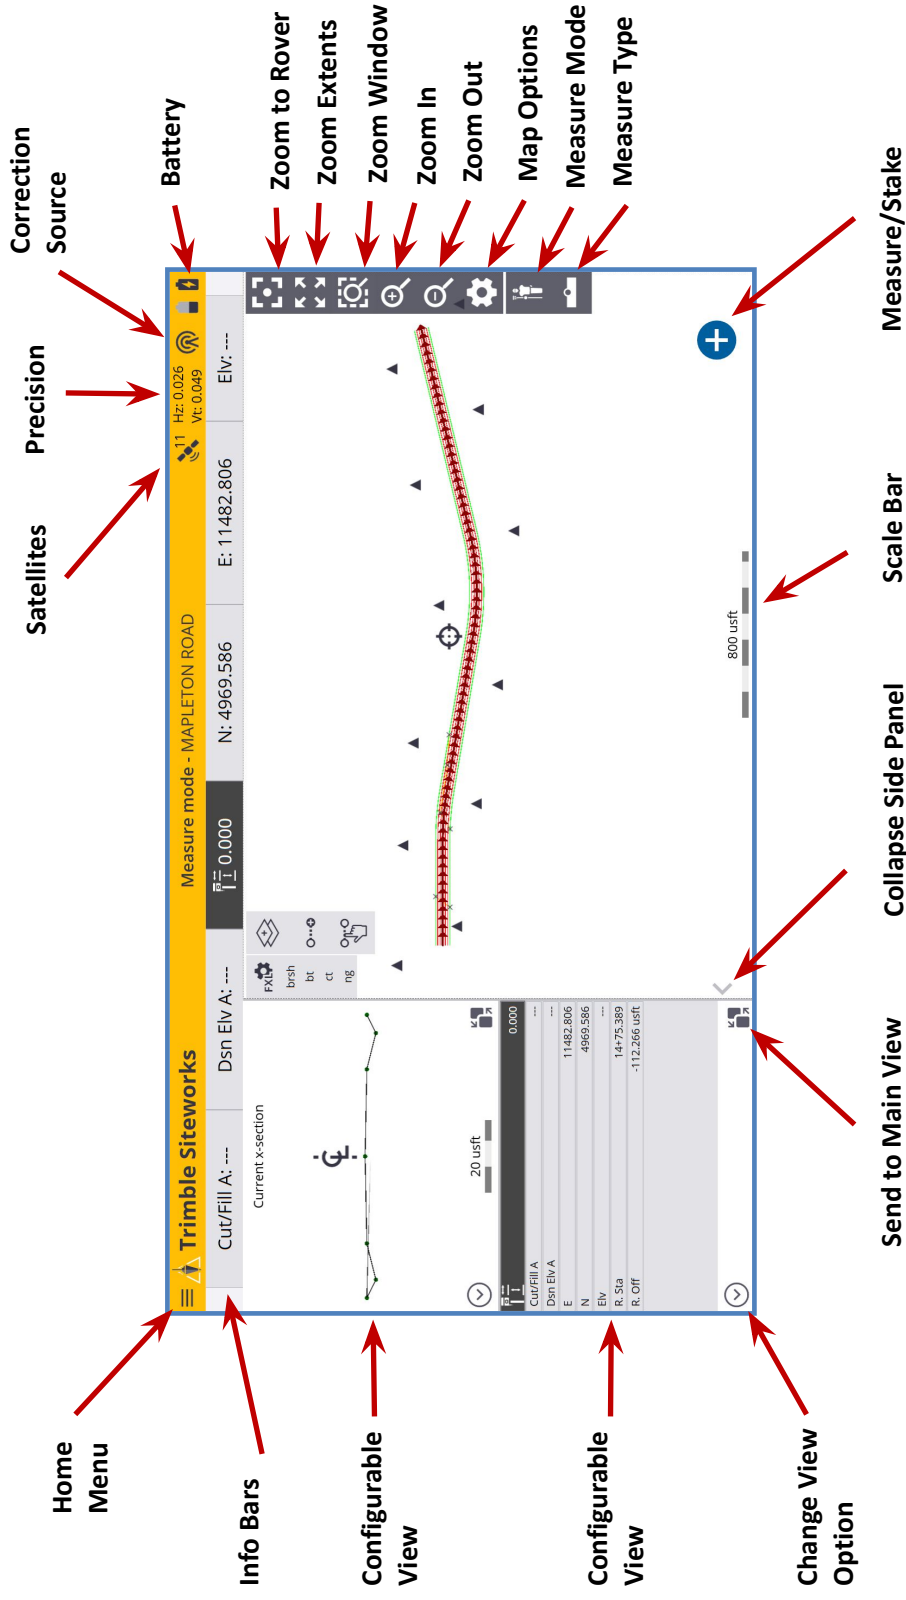 Home
Menu
Satellites
Precision
Correction
Source
Battery
Info Bars
Configurable
View
Configurable
View
Change View
Option
Trimble Siteworks
Measure mode - MAPLETON ROAD
11
Hz: 0.026
Vt: 0.049
Cut/Fill A: ---
Dsn Elv A: ---
0.000
N: 4969.586
E: 11482.806
Elv: ---
Current x-section
20 usft
FXL
brsh
bt
ct
ng
0.000
Cut/Fill A ---
Dsn Elv A ---
E 11482.806
N 4969.586
Elv ---
R. Sta 14+75.389
R. Off -112.266 usft
800 usft
Zoom to Rover
Zoom Extents
Zoom Window
Zoom In
Zoom Out
Map Options
Measure Mode
Measure Type
Send to Main View
Collapse Side Panel
Scale Bar
Measure/Stake